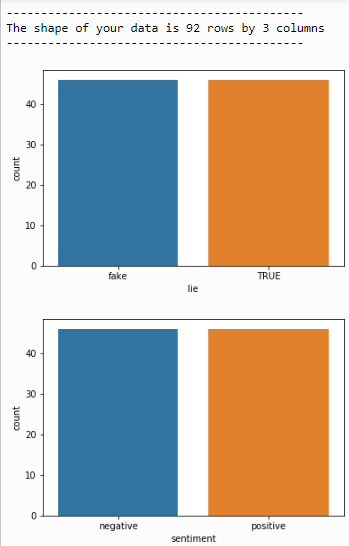 ----------------------------------------
The shape of your data is 92 rows by 3 columns
----------------------------------------
40
30
20
10
0
count
fake TRUE
lie
40
30
20
10
0
count
negative positive
sentiment